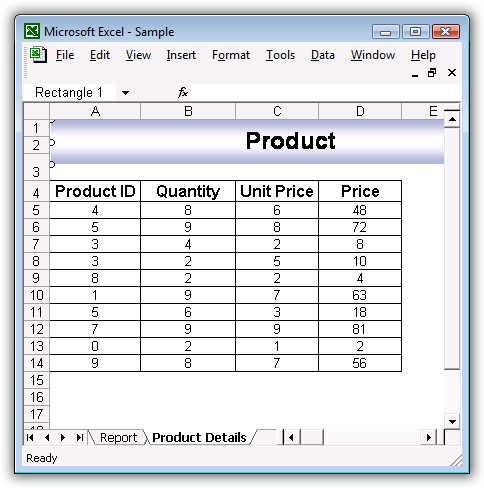 Microsoft Excel - Sample
File Edit View Insert Format Tools Data Window Help
Rectangle 1 fx
A B C D E
1
2 Product
3
4 Product ID Quantity Unit Price Price
5 4 8 6 48
6 5 9 8 72
7 3 4 2 8
8 3 2 5 10
9 8 2 2 4
10 1 9 7 63
11 5 6 3 18
12 7 9 9 81
13 0 2 1 2
14 9 8 7 56
15
16
17
18
Report Product Details
Ready